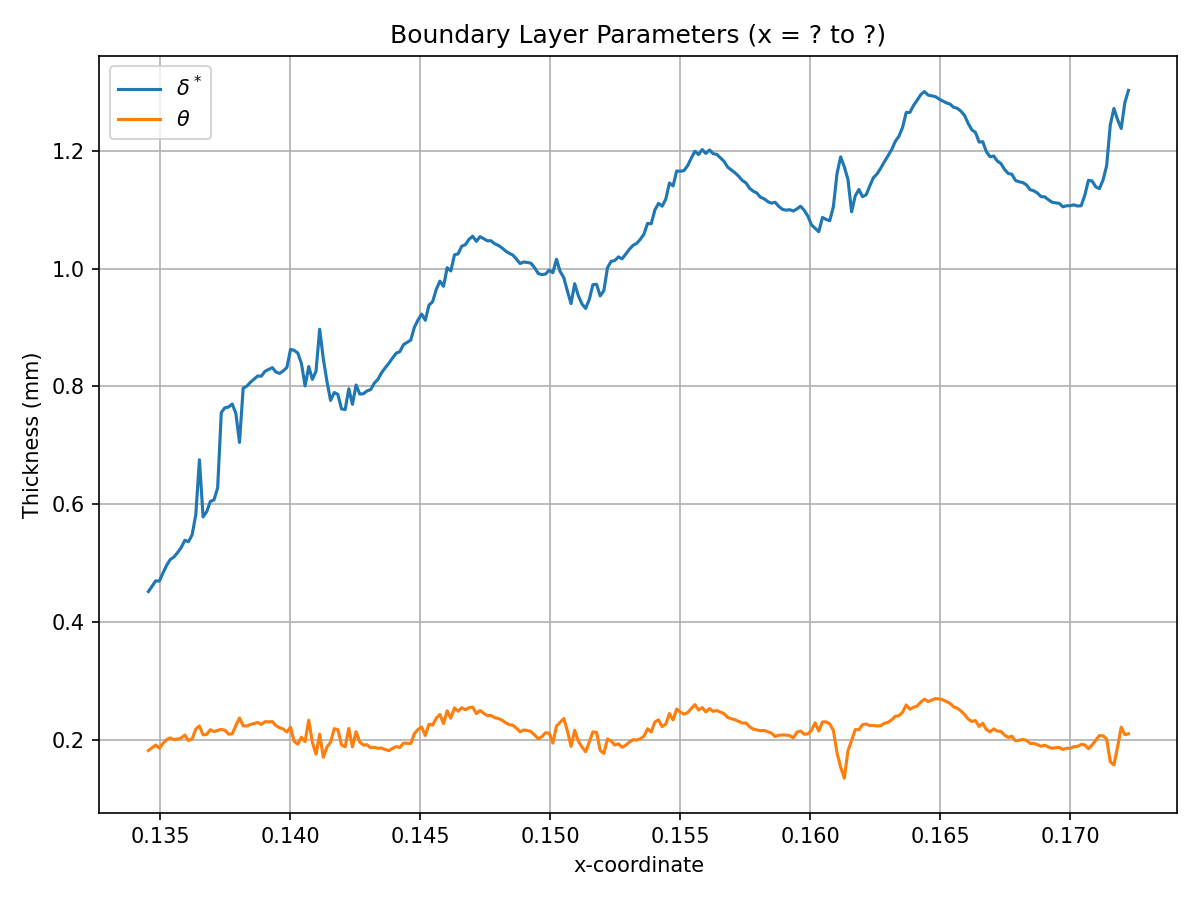 Boundary Layer Parameters (x = ? to ?)
δ*
θ
Thickness (mm)
1.2
1.0
0.8
0.6
0.4
0.2
0.135 0.140 0.145 0.150 0.155 0.160 0.165 0.170
x-coordinate